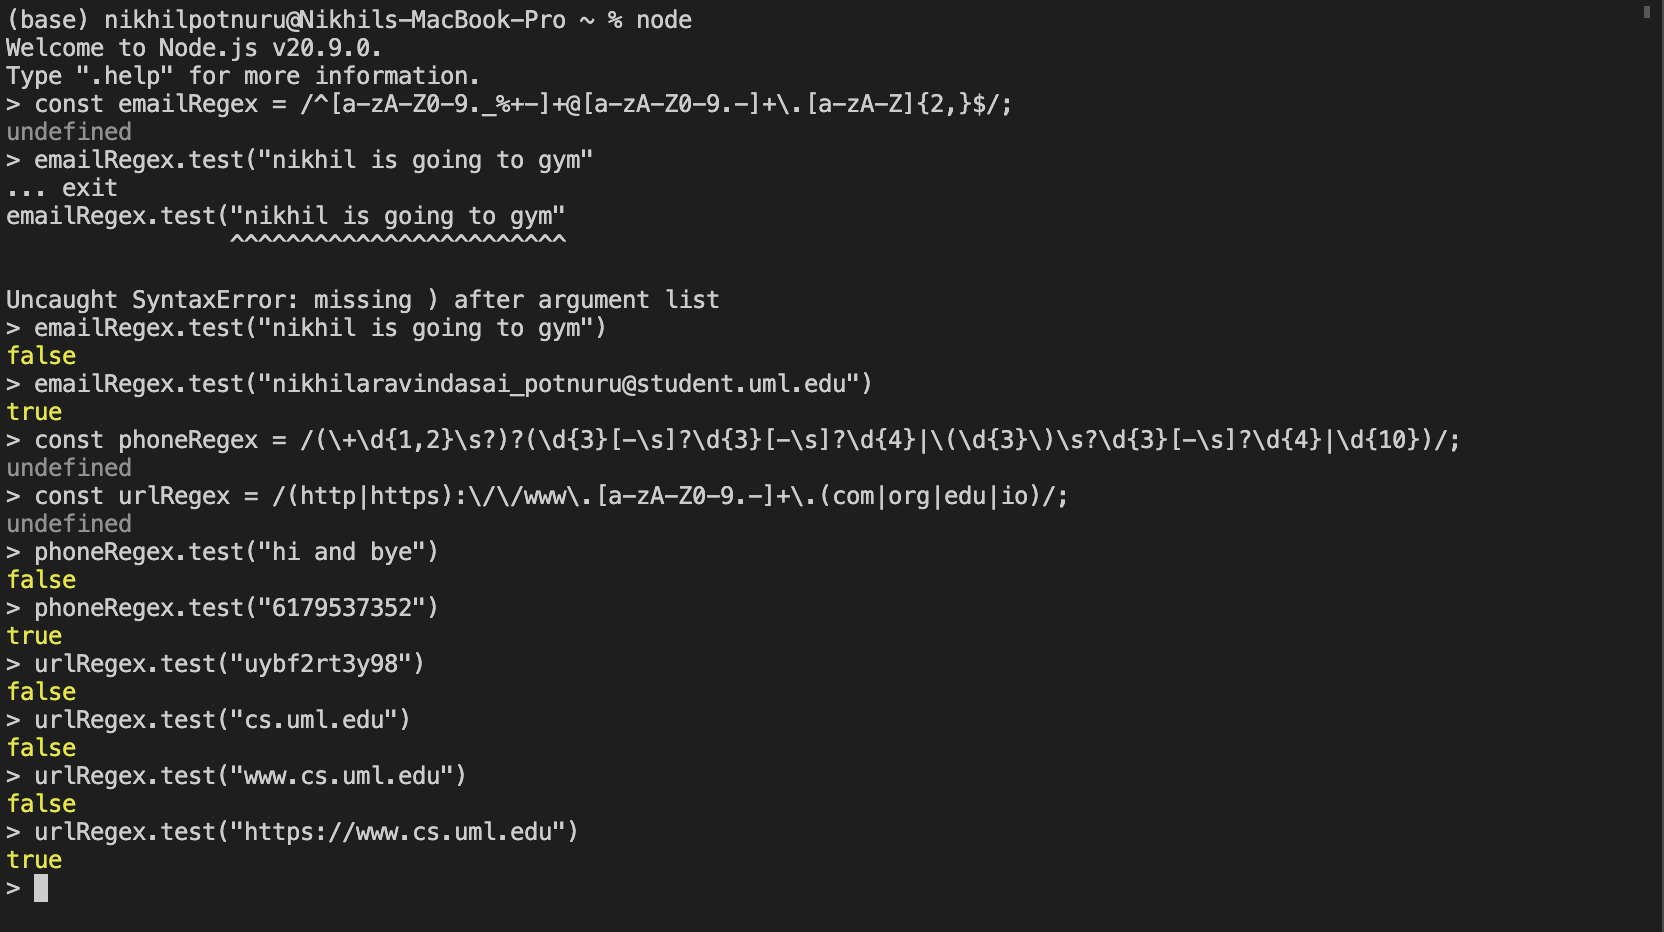 (base) nikhilpotnuru@Nikhils-MacBook-Pro ~ % node
Welcome to Node.js v20.9.0.
Type ".help" for more information.
> const emailRegex = /^[a-zA-Z0-9._%+-]+@[a-zA-Z0-9.-]+\.[a-zA-Z]{2,}$/;
undefined
> emailRegex.test("nikhil is going to gym"
... exit
emailRegex.test("nikhil is going to gym"
                ^^^^^^^^^^^^^^^^^^^^^^^^

Uncaught SyntaxError: missing ) after argument list
> emailRegex.test("nikhil is going to gym")
false
> emailRegex.test("nikhilaravindasai_potnuru@student.uml.edu")
true
> const phoneRegex = /(\+\d{1,2}\s?)?(\d{3}[-\s]?\d{3}[-\s]?\d{4}|\(\d{3}\)\s?\d{3}[-\s]?\d{4}|\d{10})/;
undefined
> const urlRegex = /(http|https):\/\/www\.[a-zA-Z0-9.-]+\.(com|org|edu|io)/;
undefined
> phoneRegex.test("hi and bye")
false
> phoneRegex.test("6179537352")
true
> urlRegex.test("uybf2rt3y98")
false
> urlRegex.test("cs.uml.edu")
false
> urlRegex.test("www.cs.uml.edu")
false
> urlRegex.test("https://www.cs.uml.edu")
true
>